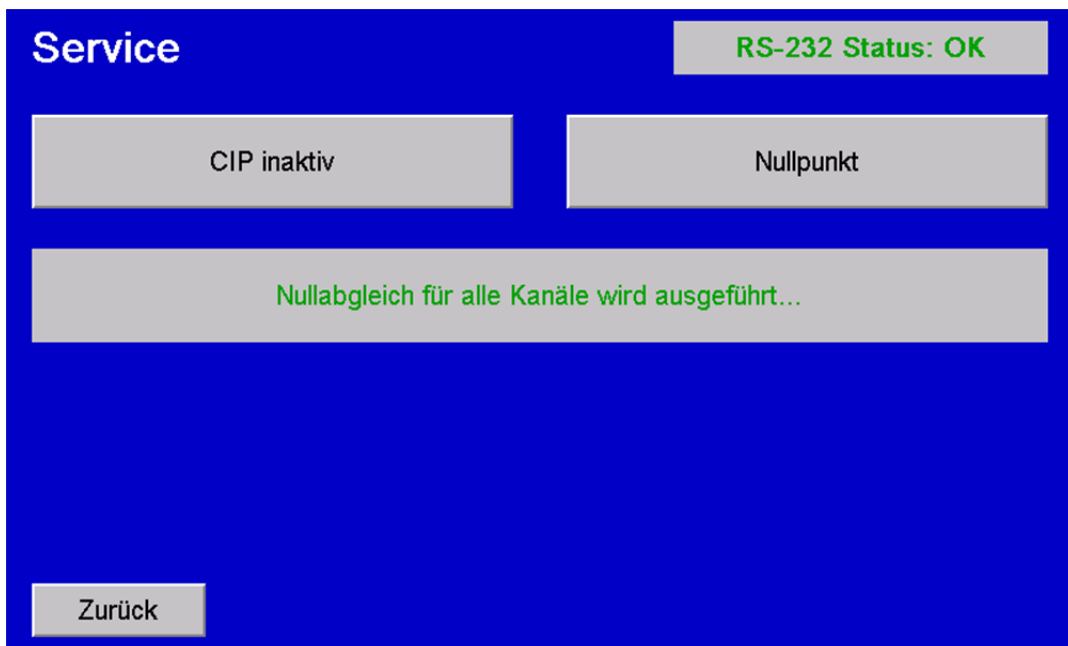 Service
RS-232 Status: OK
CIP inaktiv
Nullpunkt
Nullabgleich für alle Kanäle wird ausgeführt...
Zurück